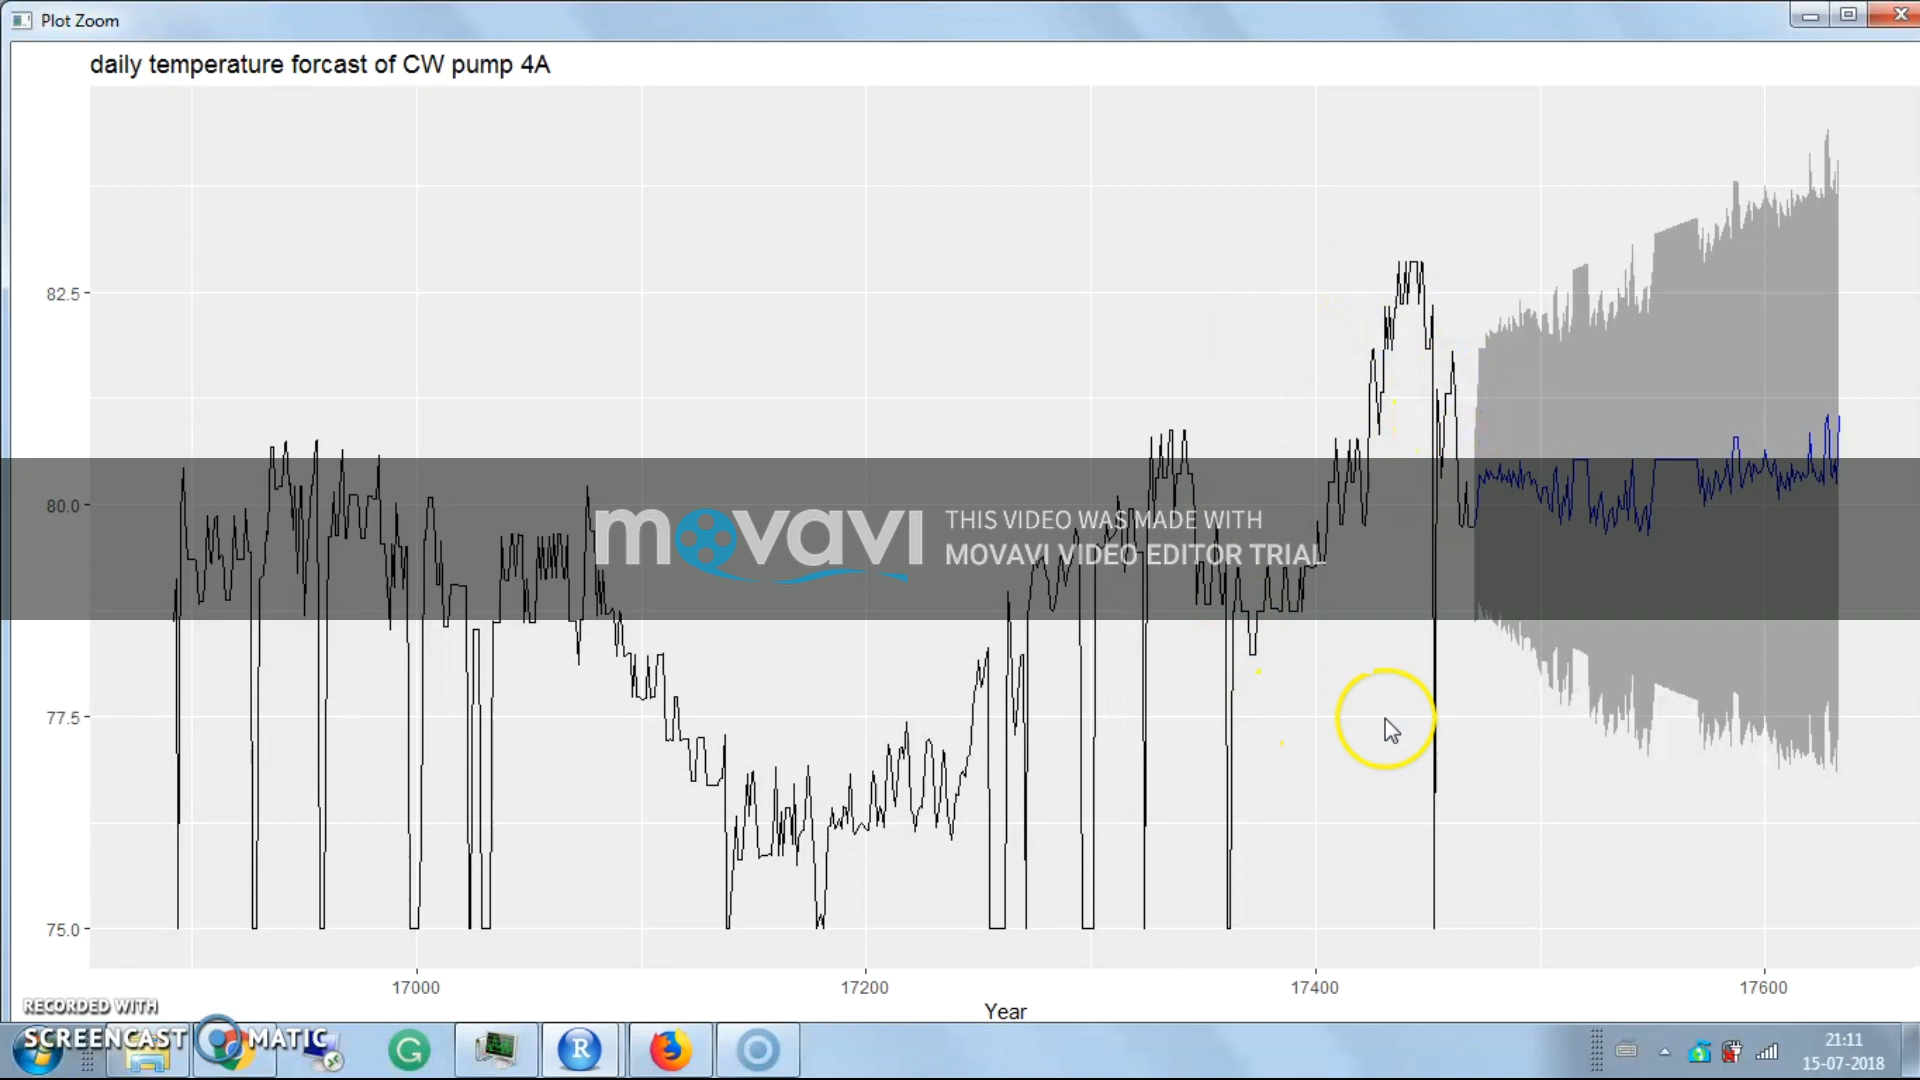 Plot Zoom
daily temperature forcast of CW pump 4A
82.5
80.0
77.5
75.0
movavi
THIS VIDEO WAS MADE WITH
MOVAVI VIDEO EDITOR TRIAL
17000
17200
17400
17600
Year
RECORDED WITH
SCREENCAST MATIC
G
R
21:11
15-07-2018